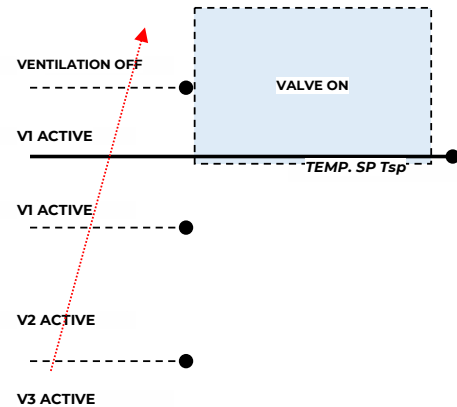 VENTILATION OFF
VALVE ON
V1 ACTIVE
TEMP. SP Tsp
V1 ACTIVE
V2 ACTIVE
V3 ACTIVE